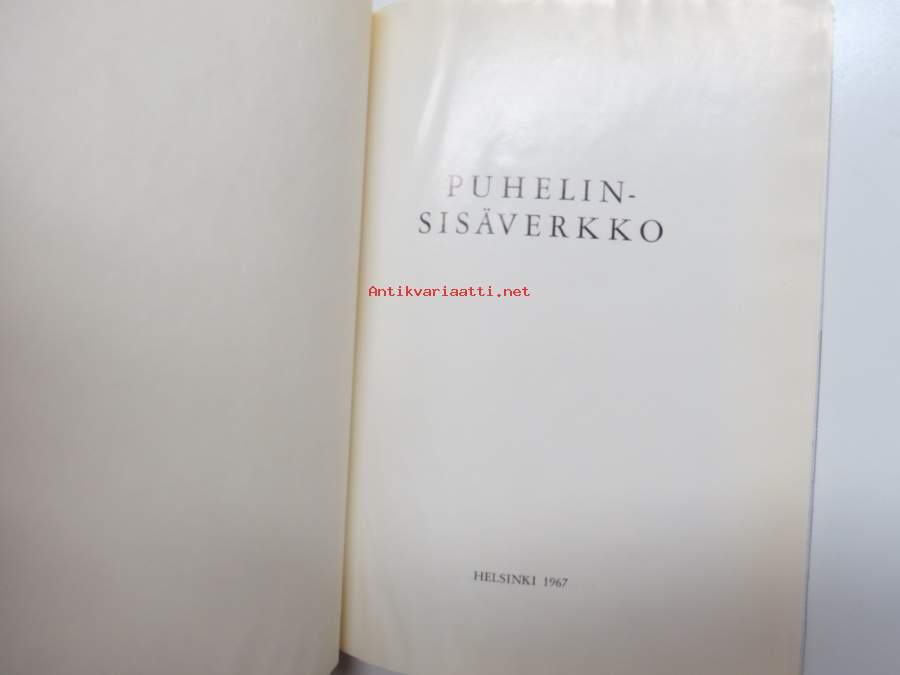 PUHELIN-
SISÄVERKKO
Antikvariaatti.net
HELSINKI 1967